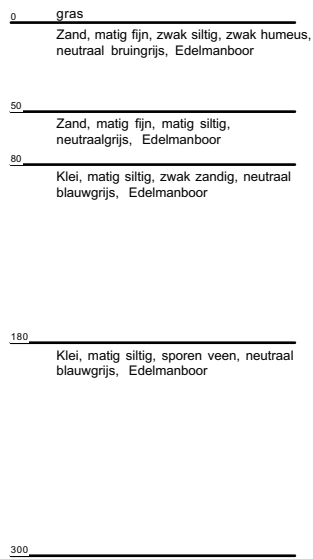 0 gras
Zand, matig fijn, zwak siltig, zwak humeus,
neutraal bruingrijs, Edelmanboor
50
Zand, matig fijn, matig siltig,
neutraalgrijs, Edelmanboor
80
Klei, matig siltig, zwak zandig, neutraal
blauwgrijs, Edelmanboor
180
Klei, matig siltig, sporen veen, neutraal
blauwgrijs, Edelmanboor
300